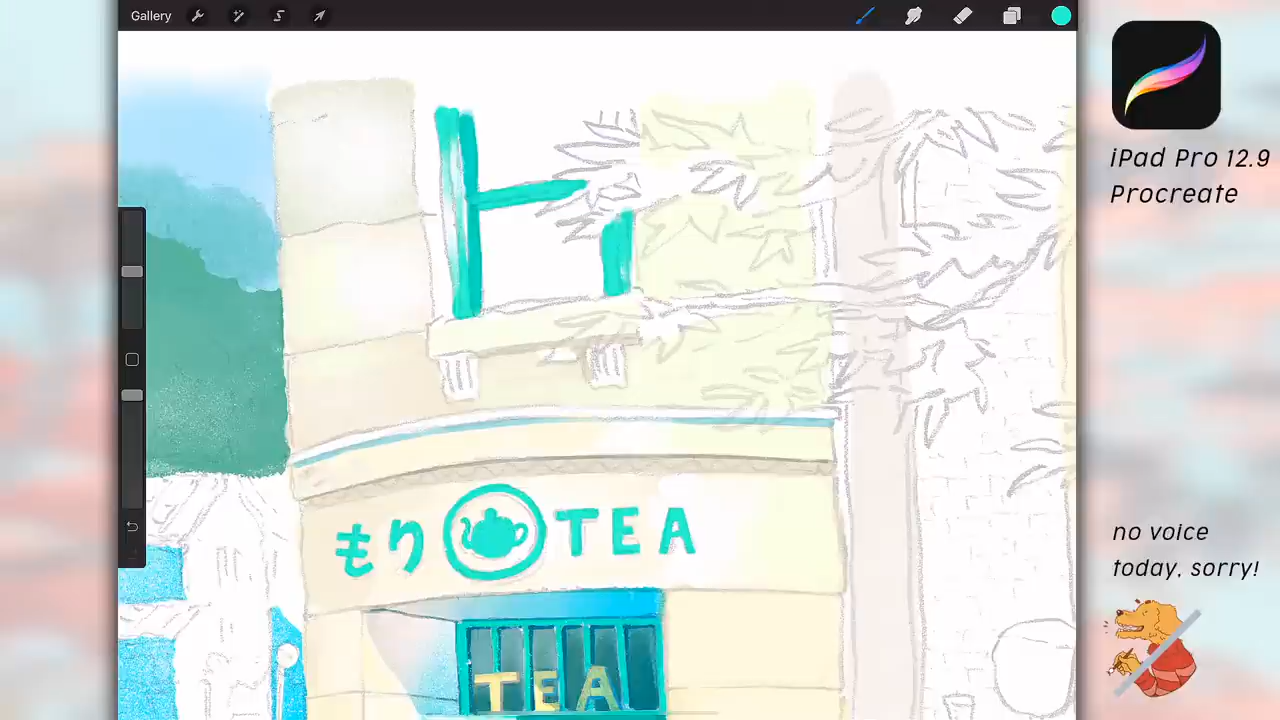 Gallery
iPad Pro 12.9
Procreate
もり TEA
TEA
no voice
today, sorry!